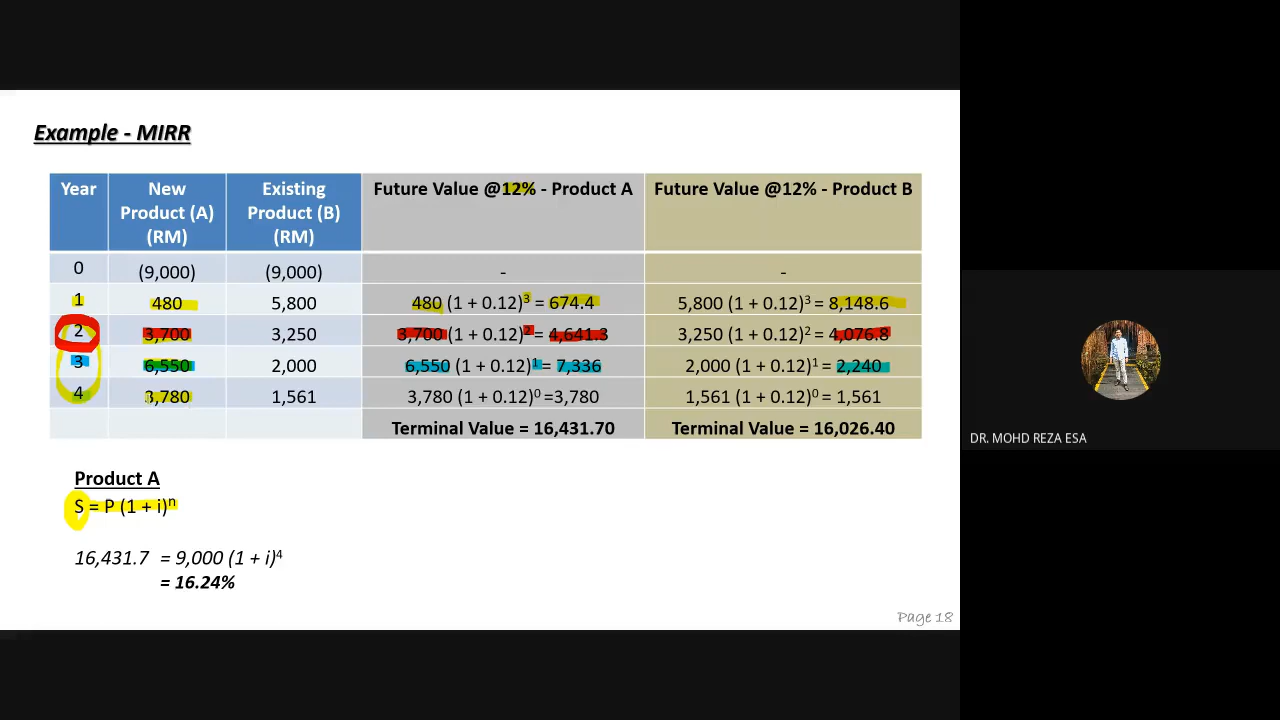 Example - MIRR
Year New Product (A) (RM) Existing Product (B) (RM) Future Value @12% - Product A Future Value @12% - Product B
0 (9,000) (9,000) - -
1 480 5,800 480 (1 + 0.12)³ = 674.4 5,800 (1 + 0.12)³ = 8,148.6
2 3,700 3,250 3,700 (1 + 0.12)² = 4,641.3 3,250 (1 + 0.12)² = 4,076.8
3 6,550 2,000 6,550 (1 + 0.12)¹ = 7,336 2,000 (1 + 0.12)¹ = 2,240
4 3,780 1,561 3,780 (1 + 0.12)⁰ =3,780 1,561 (1 + 0.12)⁰ = 1,561
Terminal Value = 16,431.70 Terminal Value = 16,026.40
Product A
S = P (1 + i)ⁿ
16,431.7 = 9,000 (1 + i)⁴
= 16.24%
Page 18
DR. MOHD REZA ESA